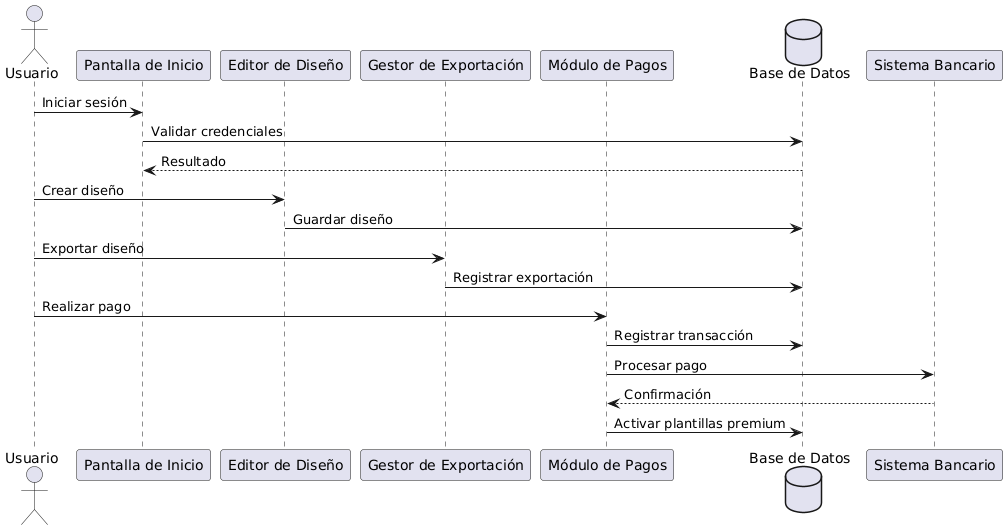 Usuario
Pantalla de Inicio
Editor de Diseño
Gestor de Exportación
Módulo de Pagos
Base de Datos
Sistema Bancario
Iniciar sesión
Validar credenciales
Resultado
Crear diseño
Guardar diseño
Exportar diseño
Registrar exportación
Realizar pago
Registrar transacción
Procesar pago
Confirmación
Activar plantillas premium
Usuario
Pantalla de Inicio
Editor de Diseño
Gestor de Exportación
Módulo de Pagos
Base de Datos
Sistema Bancario